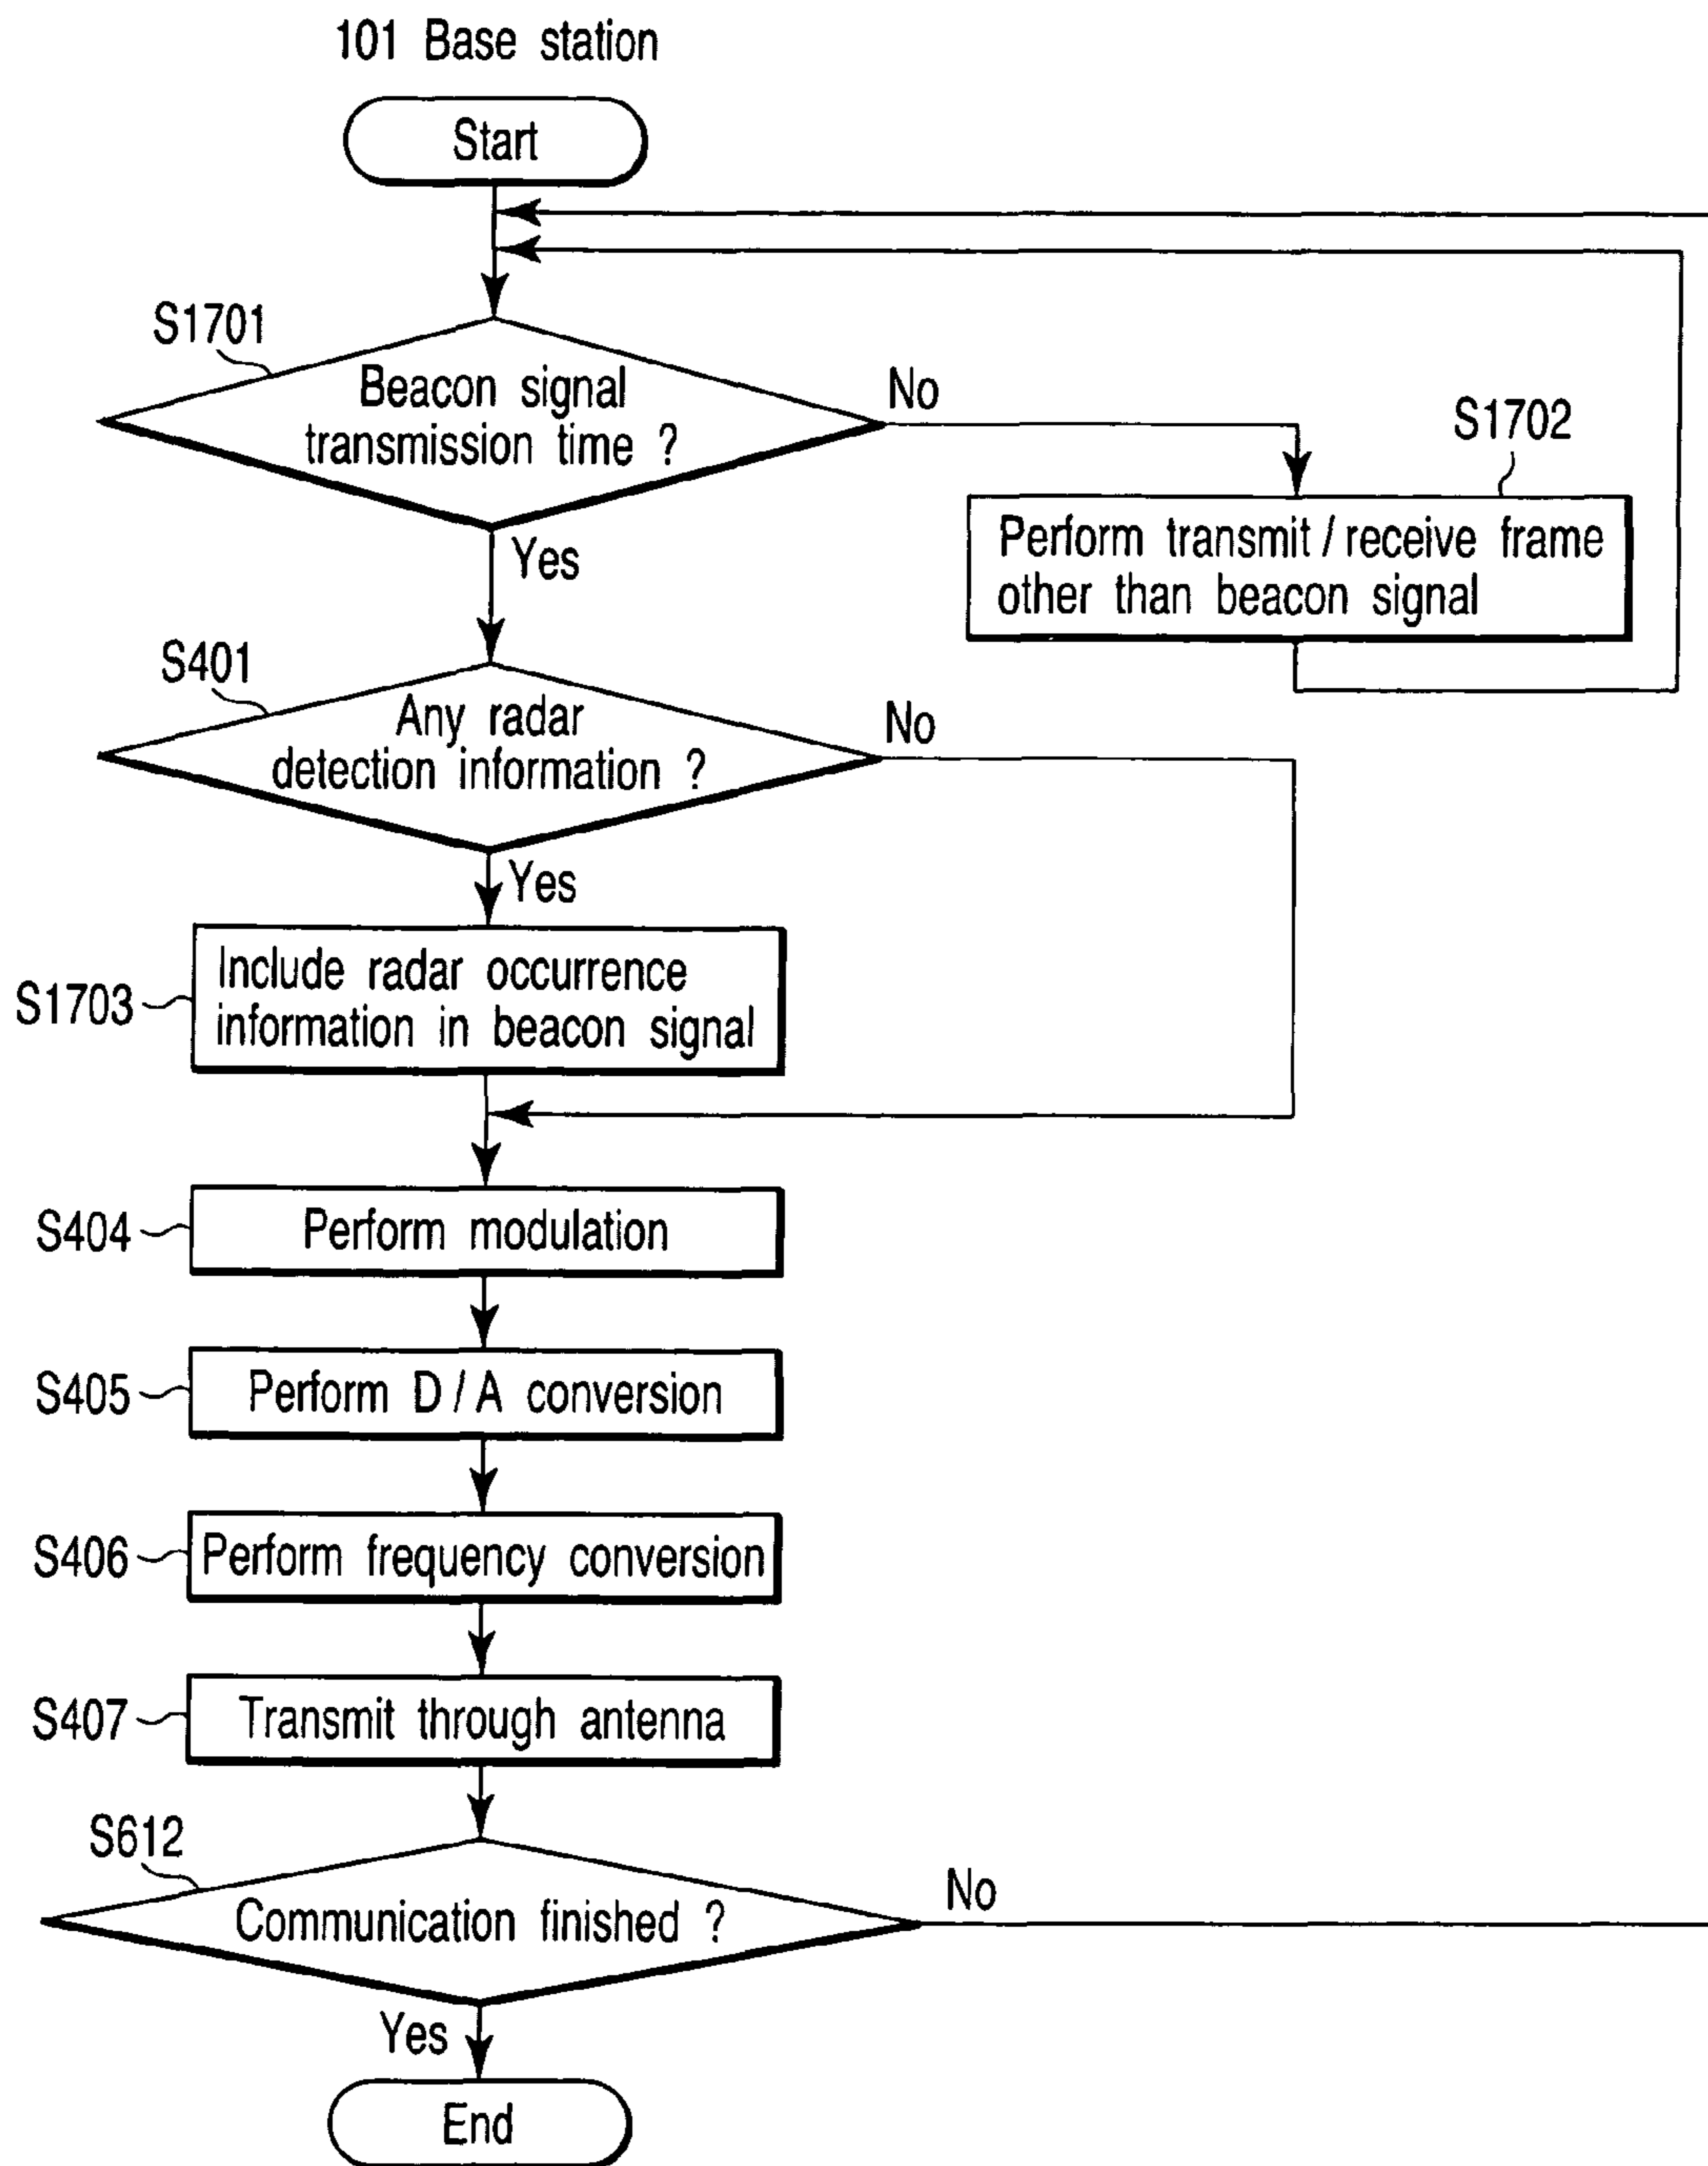 101 Base station
Start
S1701
Beacon signal
transmission time ?
No
S1702
Perform transmit / receive frame
other than beacon signal
Yes
S401
Any radar
detection information ?
No
Yes
S1703
Include radar occurrence
information in beacon signal
S404
Perform modulation
S405
Perform D / A conversion
S406
Perform frequency conversion
S407
Transmit through antenna
S612
Communication finished ?
No
Yes
End